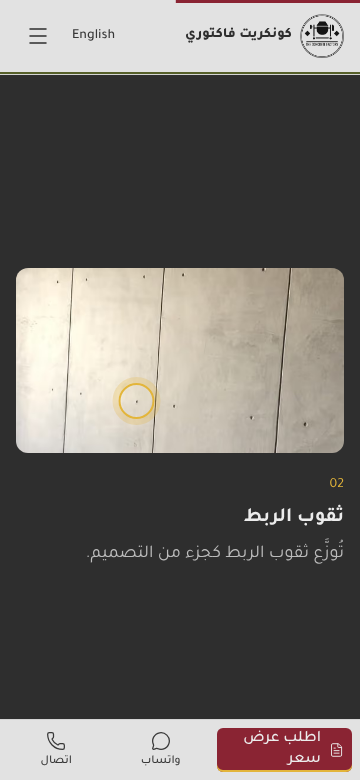 كونكريت فاكتوري
English
02
ثقوب الربط
تُوزَّع ثقوب الربط كجزء من التصميم.
اطلب عرض
سعر
واتساب
اتصال